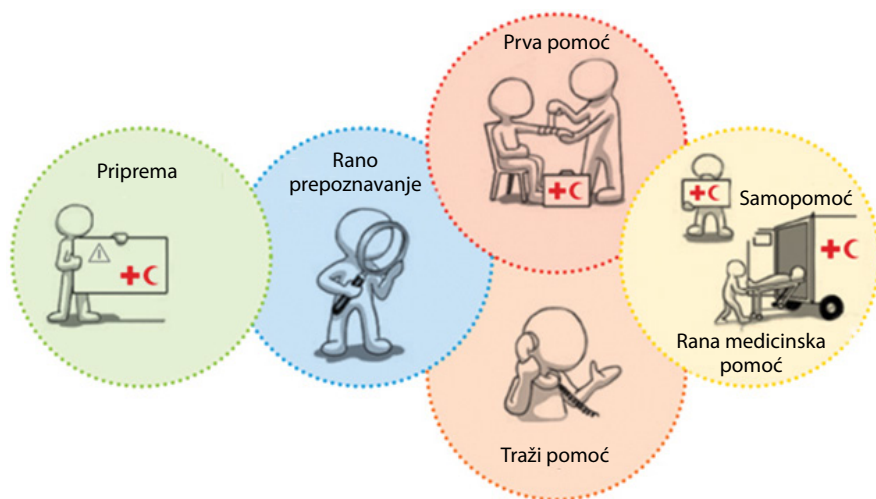 Priprema
Rano
prepoznavanje
Prva pomoć
Traži pomoć
Samopomoć
Rana medicinska
pomoć